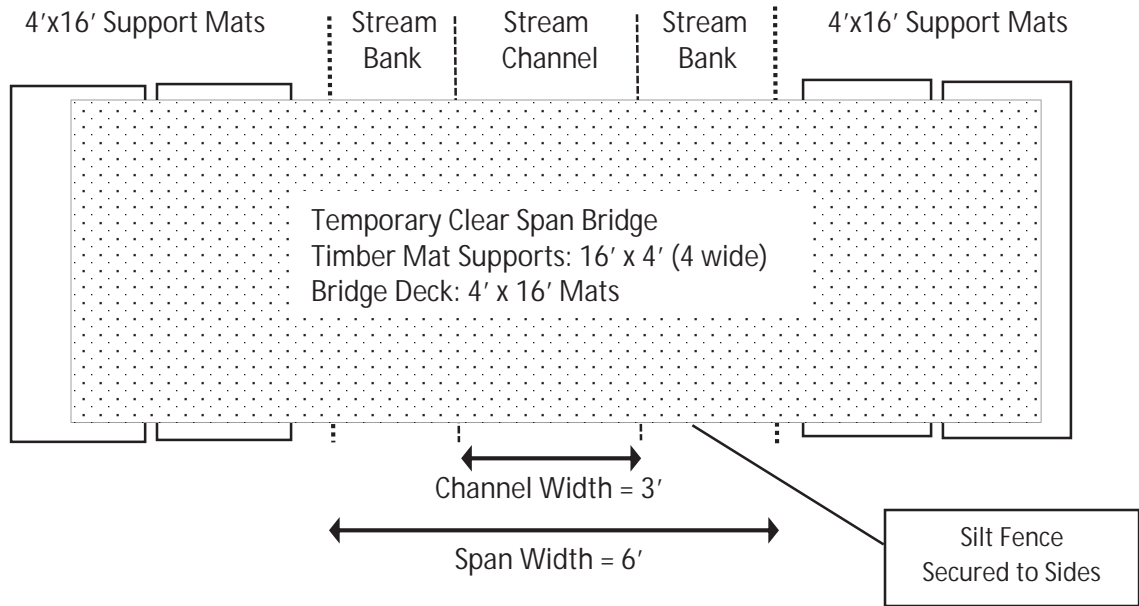 4′x16′ Support Mats
Stream
Bank
Stream
Channel
Stream
Bank
4′x16′ Support Mats
Temporary Clear Span Bridge
Timber Mat Supports: 16′ x 4′ (4 wide)
Bridge Deck: 4′ x 16′ Mats
Channel Width = 3′
Span Width = 6′
Silt Fence
Secured to Sides